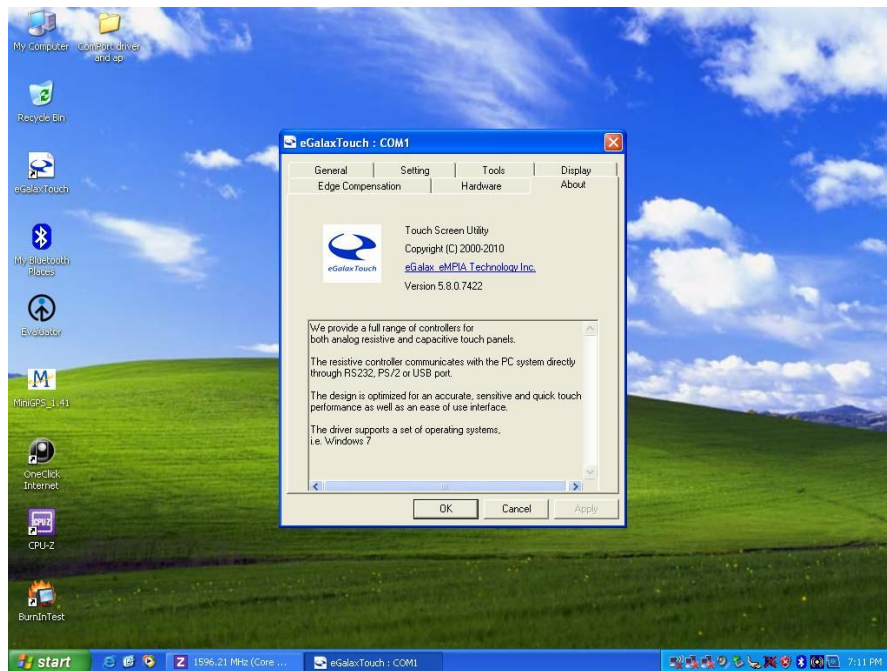 My Computer
ComPort driver and ap
Recycle Bin
eGalaxTouch
My Bluetooth Places
Evaluator
MiniGPS_1.41
OneClick Internet
CPU-Z
BurnInTest
eGalaxTouch : COM1
General Setting Tools Display
Edge Compensation Hardware About
eGalaxTouch
Touch Screen Utility
Copyright (C) 2000-2010
eGalax_eMPIA Technology Inc.
Version 5.8.0.7422
We provide a full range of controllers for
both analog resistive and capacitive touch panels.
The resistive controller communicates with the PC system directly
through RS232, PS/2 or USB port.
The design is optimized for an accurate, sensitive and quick touch
performance as well as an ease of use interface.
The driver supports a set of operating systems,
i.e. Windows 7
OK Cancel Apply
start
1596.21 MHz (Core ...
eGalaxTouch : COM1
7:11 PM